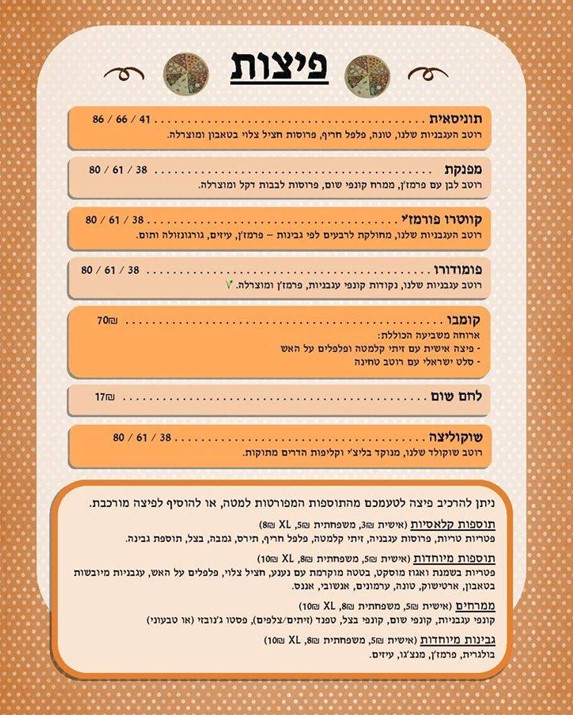 פיצות
תוניסאית 41 / 66 / 86
רוטב העגבניות שלנו, טונה, פלפל חריף, פרוסות חציל צלוי בטאבון ומוצרלה.
מפנקת 38 / 61 / 80
רוטב לבן עם פרמז'ן, ממרח קונפי שום, פרוסות לבבות דקל ומוצרלה.
קווטרו פורמז'י 38 / 61 / 80
רוטב העגבניות שלנו, מחולקת לרבעים לפי גבינות – פרמז'ן, עיזים, גורגונזולה ותום.
פומודורו 38 / 61 / 80
רוטב עגבניות שלנו, נקודות קונפי עגבניות, פרמז'ן ומוצרלה.
קומבו 70₪
ארוחה משביעה הכוללת:
- פיצה אישית עם זיתי קלמטה ופלפלים על האש
- סלט ישראלי עם רוטב טחינה
לחם שום 17₪
שוקוליצה 38 / 61 / 80
רוטב שוקולד שלנו, מנוקד בליצ'י וקליפות הדרים מתוקות.
ניתן להרכיב פיצה לטעמכם מהתוספות המפורטות למטה, או להוסיף לפיצה מורכבת.
תוספות קלאסיות (אישית 3₪, משפחתית 5₪, XL 8₪)
פטריות טריות, פרוסות עגבניה, זיתי קלמטה, פלפל חריף, תירס, גמבה, בצל, תוספת גבינה.
תוספות מיוחדות (אישית 5₪, משפחתית 8₪, XL 10₪)
פטריות בשמנת ואגוז מוסקט, בטטה מוקרמת עם נענע, חציל צלוי, פלפלים על האש, עגבניות מיובשות
בטאבון, ארטישוק, טונה, ערמונים, אנשובי, אננס.
ממרחים (אישית 5₪, משפחתית 8₪, XL 10₪)
קונפי עגבניות, קונפי שום, קונפי בצל, טפנד (זיתים/צלפים), פסטו ג'נובזי (או טבעוני)
גבינות מיוחדות (אישית 5₪, משפחתית 8₪, XL 10₪)
בולגרית, פרמז'ן, מנצ'גו, עיזים.